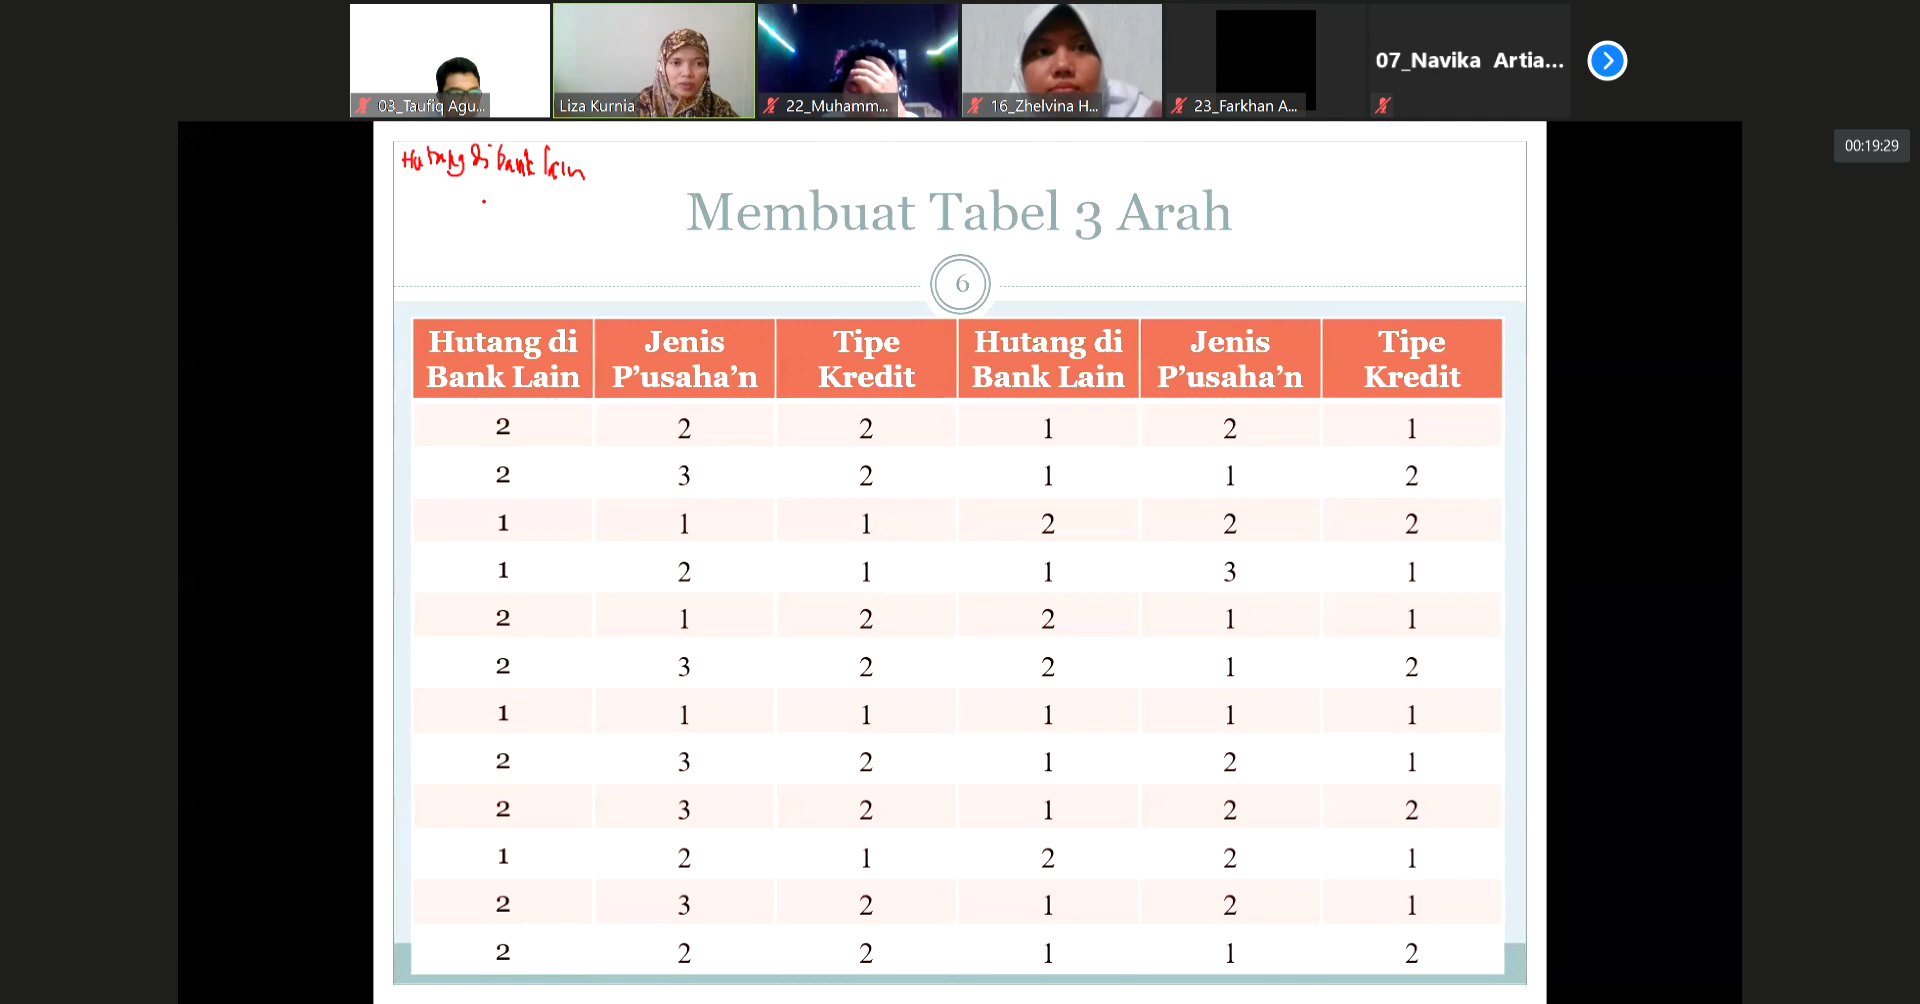 03_Taufiq Agu...
Liza Kurnia
22_Muhamm...
16_Zhelvina H...
23_Farkhan A...
07_Navika Artia...
00:19:29
Hutang di bank lain
Membuat Tabel 3 Arah
6
Hutang di Bank Lain Jenis P'usaha'n Tipe Kredit Hutang di Bank Lain Jenis P'usaha'n Tipe Kredit
2 2 2 1 2 1
2 3 2 1 1 2
1 1 1 2 2 2
1 2 1 1 3 1
2 1 2 2 1 1
2 3 2 2 1 2
1 1 1 1 1 1
2 3 2 1 2 1
2 3 2 1 2 2
1 2 1 2 2 1
2 3 2 1 2 1
2 2 2 1 1 2